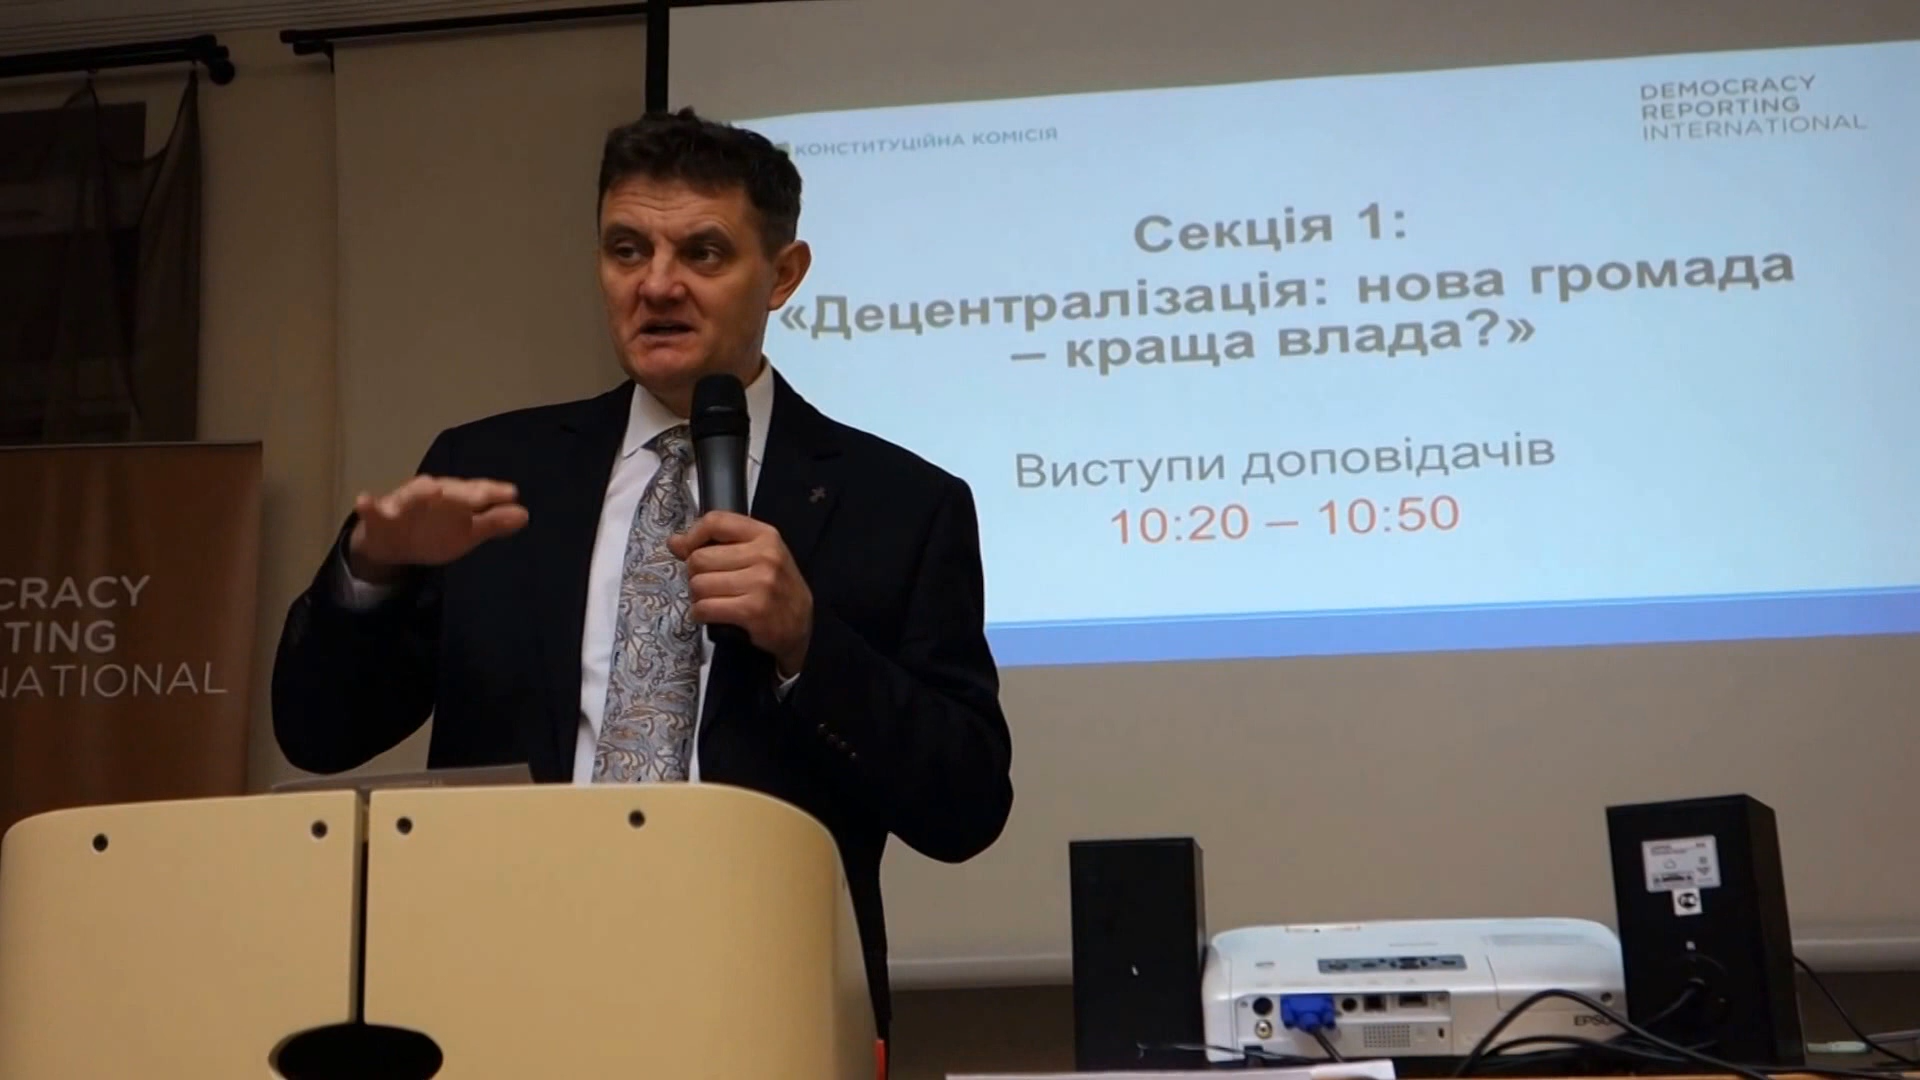 КОНСТИТУЦІЙНА КОМІСІЯ
DEMOCRACY
REPORTING
INTERNATIONAL
Секція 1:
«Децентралізація: нова громада
– краща влада?»
Виступи доповідачів
10:20 – 10:50
CRACY
TING
NATIONAL
EPSON